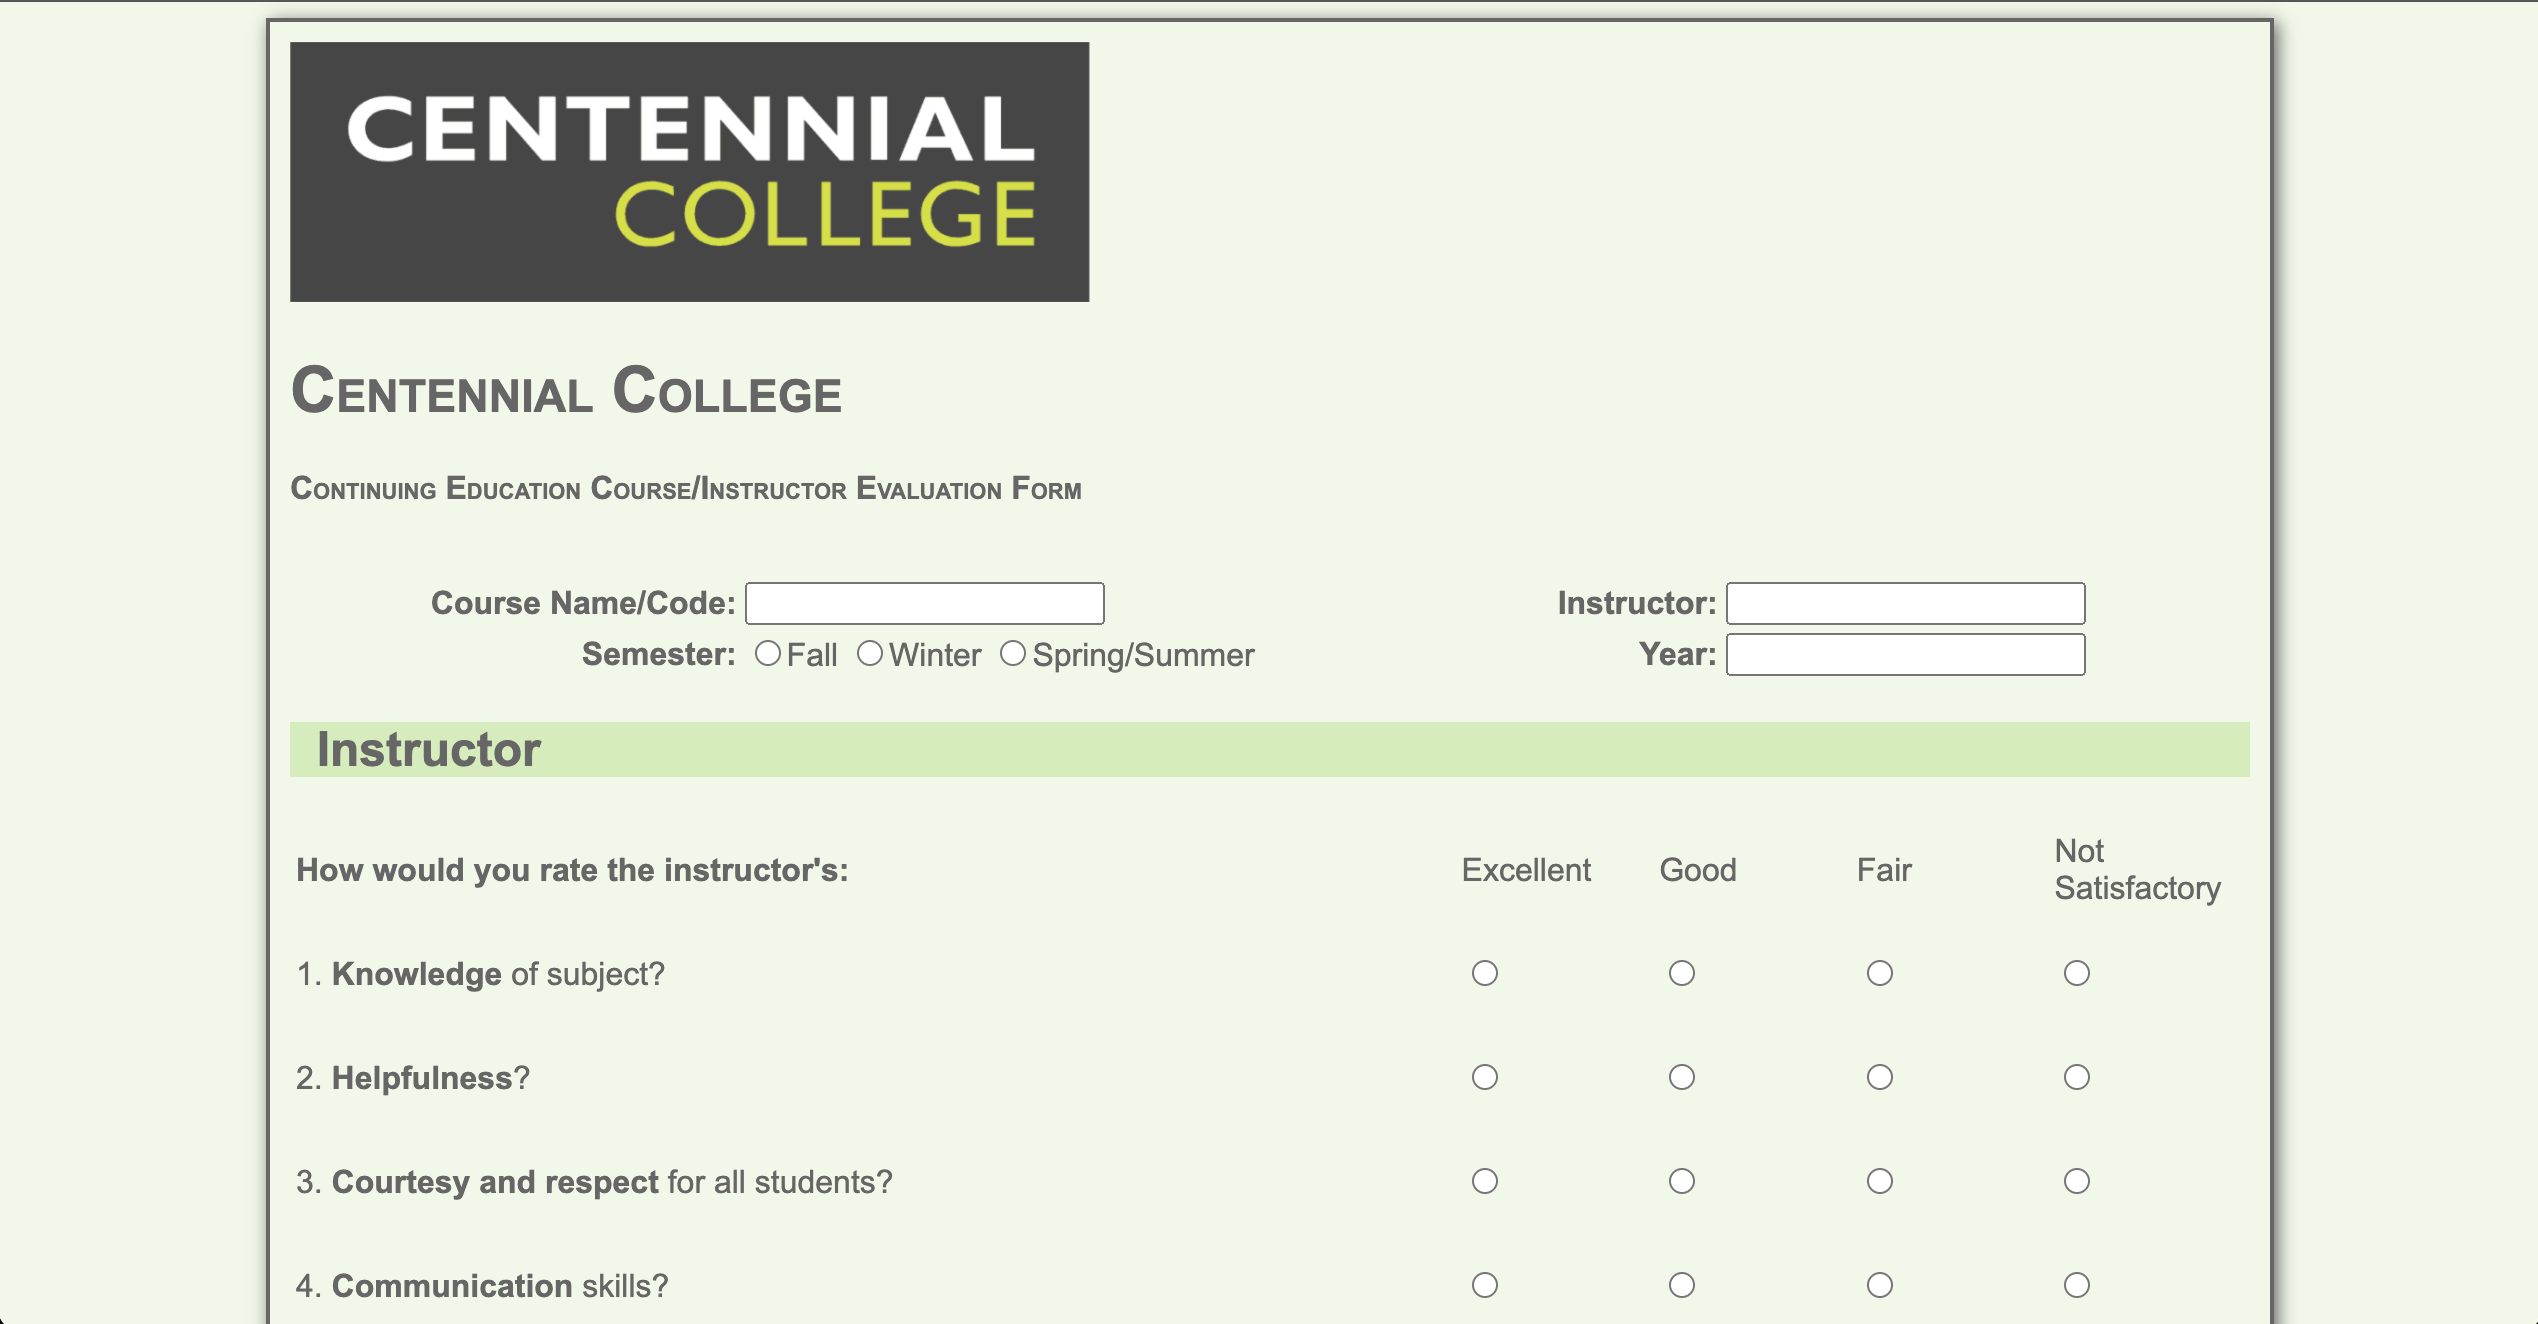 CENTENNIAL
COLLEGE
Centennial College
Continuing Education Course/Instructor Evaluation Form
Course Name/Code: Instructor:
Semester: Fall Winter Spring/Summer Year:
Instructor
How would you rate the instructor's: Excellent Good Fair Not Satisfactory
1. Knowledge of subject?
2. Helpfulness?
3. Courtesy and respect for all students?
4. Communication skills?